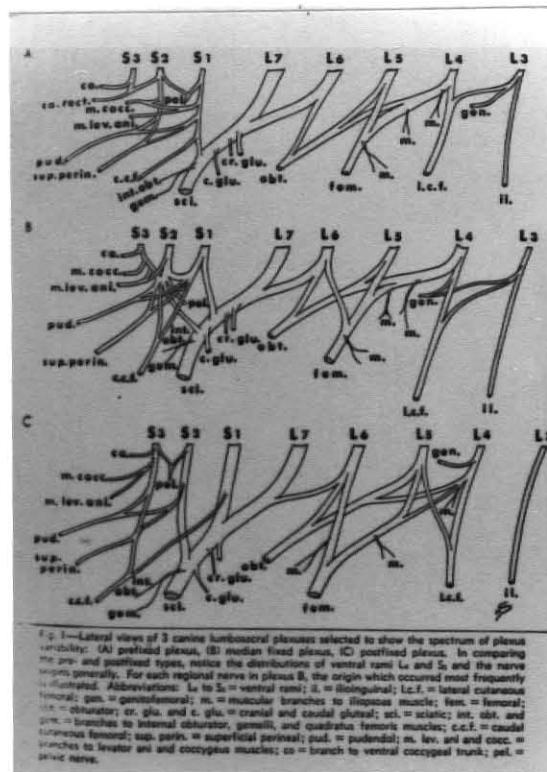 A
S3 S2 S1 L7 L6 L5 L4 L3
co.
co. rect.
m. cocc.
m. lev. ani.
pel.
pud.
sup. perin.
c.c.f.
int. obt.
gem.
sci.
c. glu.
cr. glu.
obt.
fem.
m.
m.
m.
l.c.f.
gen.
il.
B
S3 S2 S1 L7 L6 L5 L4 L3
co.
m. cocc.
m. lev. ani.
pel.
pud.
sup. perin.
int.
obt.
gem.
c.c.f.
sci.
c. glu.
cr. glu.
obt.
fem.
m.
m.
m.
gen.
l.c.f.
il.
C
S3 S2 S1 L7 L6 L5 L4
co.
m. cocc.
pel.
m. lev. ani.
pud.
sup.
perin.
int.
obt.
c.c.f.
gem.
sci.
c. glu.
cr. glu.
obt.
m.
fem.
m.
gen.
m.
l.c.f.
il.
Fig. 1—Lateral views of 3 canine lumbosacral plexuses selected to show the spectrum of plexus
variability: (A) prefixed plexus, (B) median fixed plexus, (C) postfixed plexus. In comparing
the pre- and postfixed types, notice the distributions of ventral rami L4 and S2 and the nerve
origins generally. For each regional nerve in plexus B, the origin which occurred most frequently
is illustrated. Abbreviations: L3 to S3 = ventral rami; il. = ilioinguinal; l.c.f. = lateral cutaneous
femoral; gen. = genitofemoral; m. = muscular branches to iliopsoas muscle; fem. = femoral;
obt. = obturator; cr. glu. and c. glu. = cranial and caudal gluteal; sci. = sciatic; int. obt. and
gem. = branches to internal obturator, gemelli, and quadratus femoris muscles; c.c.f. = caudal
cutaneous femoral; sup. perin. = superficial perineal; pud. = pudendal; m. lev. ani and cocc. =
branches to levator ani and coccygeus muscles; co = branch to ventral coccygeal trunk; pel. =
pelvic nerve.